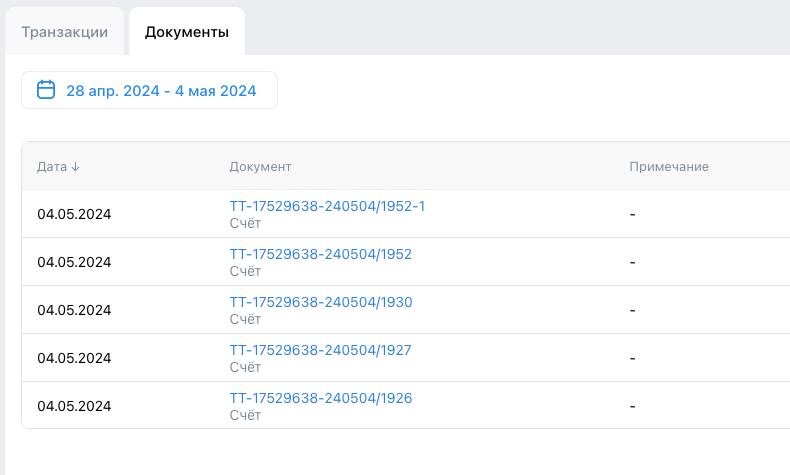 Транзакции Документы
28 апр. 2024 - 4 мая 2024
Дата ↓ Документ Примечание
04.05.2024 TT-17529638-240504/1952-1 -
Счёт
04.05.2024 TT-17529638-240504/1952 -
Счёт
04.05.2024 TT-17529638-240504/1930 -
Счёт
04.05.2024 TT-17529638-240504/1927 -
Счёт
04.05.2024 TT-17529638-240504/1926 -
Счёт